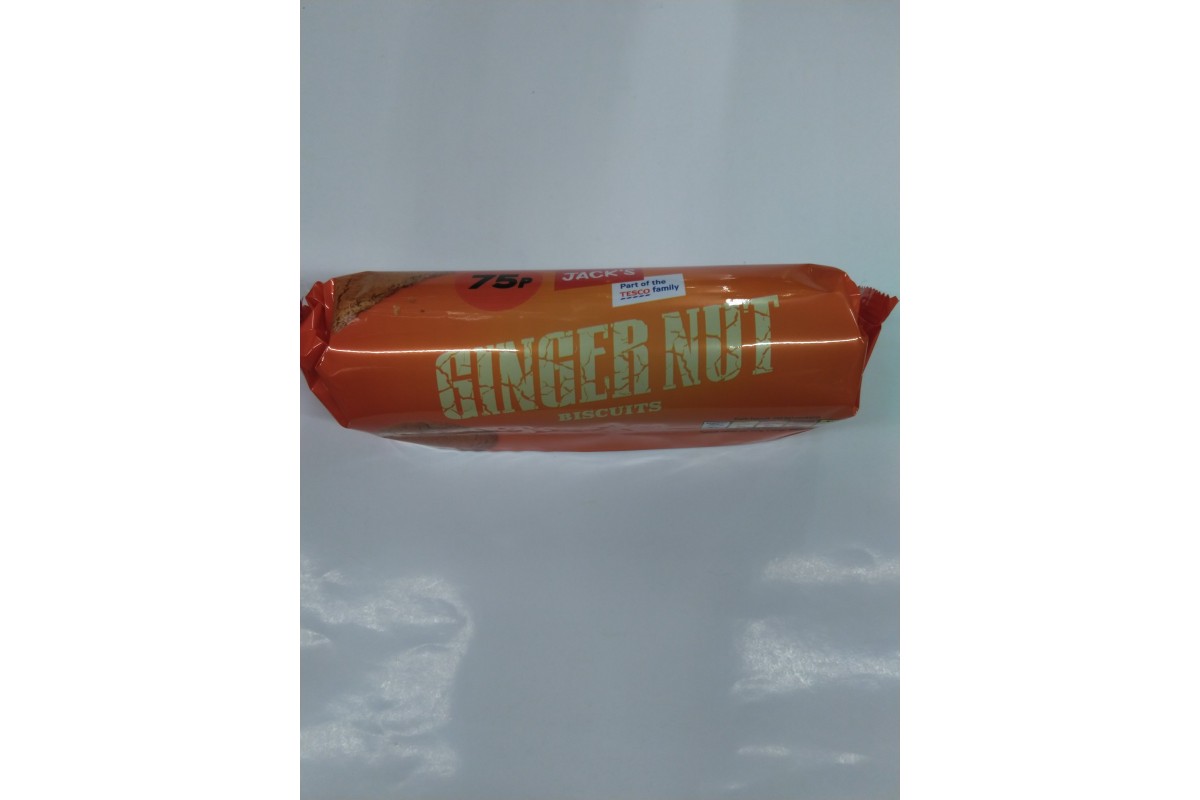 75P
JACK'S
Part of the
TESCO family
GINGER NUT
BISCUITS